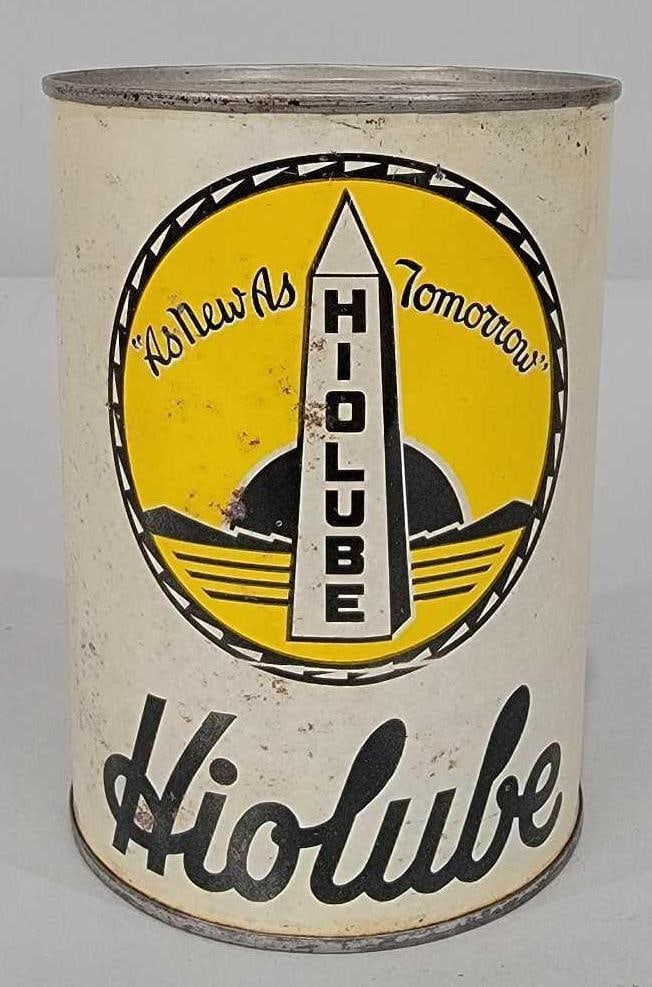 "As New As Tomorrow"
HIOLUBE
Hiolube